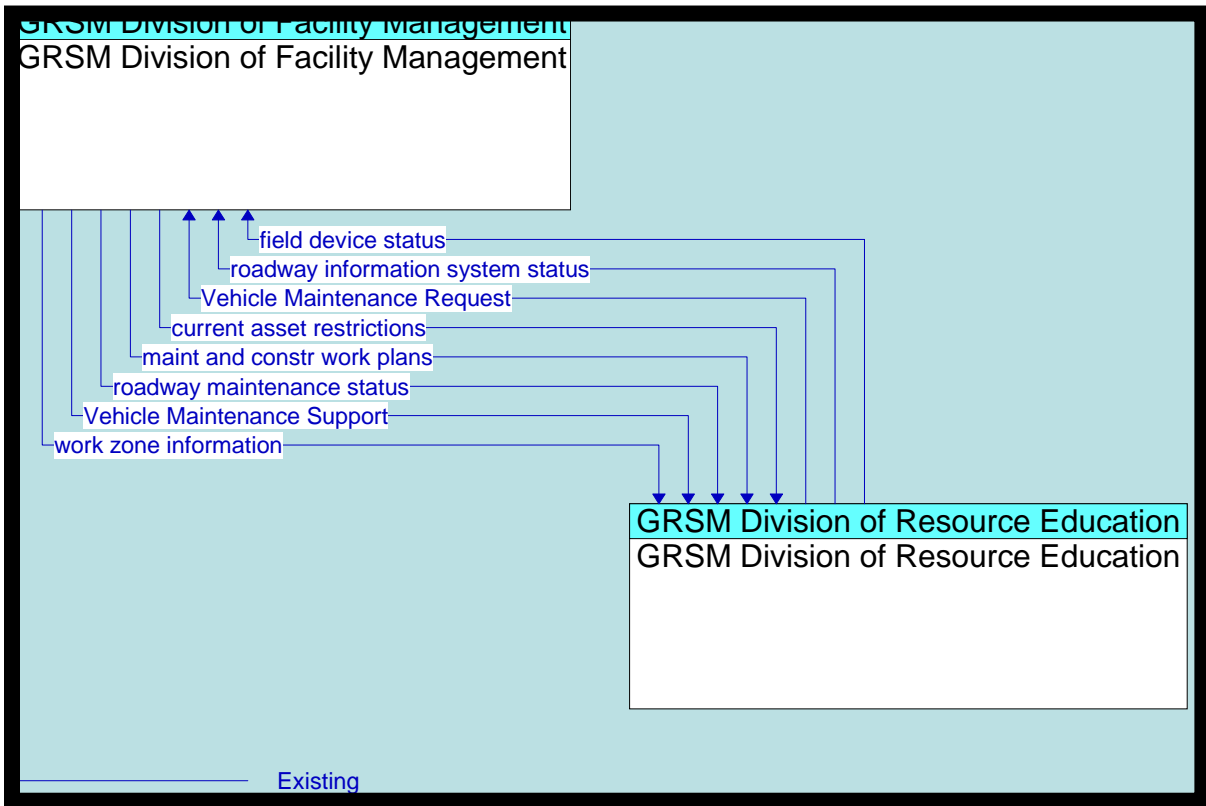 GRSM Division of Facility Management
GRSM Division of Facility Management
field device status
roadway information system status
Vehicle Maintenance Request
current asset restrictions
maint and constr work plans
roadway maintenance status
Vehicle Maintenance Support
work zone information
GRSM Division of Resource Education
GRSM Division of Resource Education
Existing